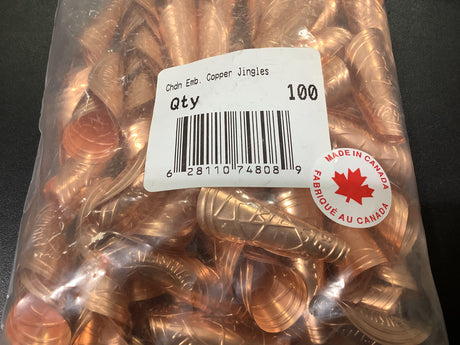 Chdn Emb. Copper Jingles
Qty 100
6 28110 74808 9
MADE IN CANADA
FABRIQUÉ AU CANADA